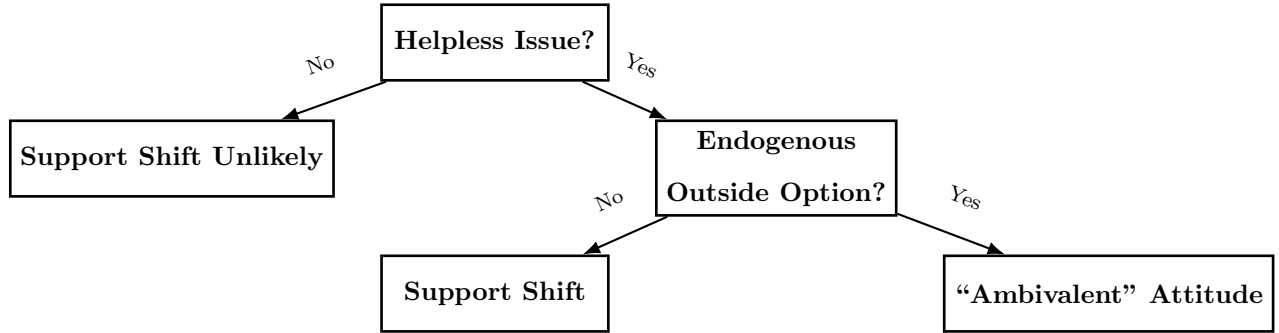 Helpless Issue?
No
Yes
Support Shift Unlikely
Endogenous
Outside Option?
No
Yes
Support Shift
“Ambivalent” Attitude